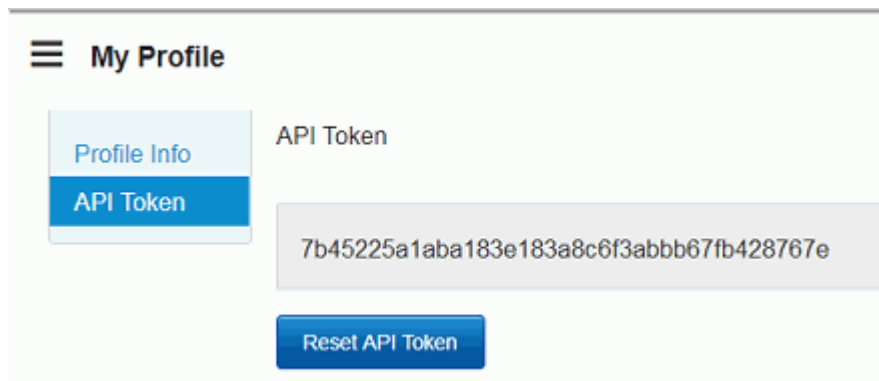 My Profile
Profile Info
API Token
API Token
7b45225a1aba183e183a8c6f3abbb67fb428767e
Reset API Token